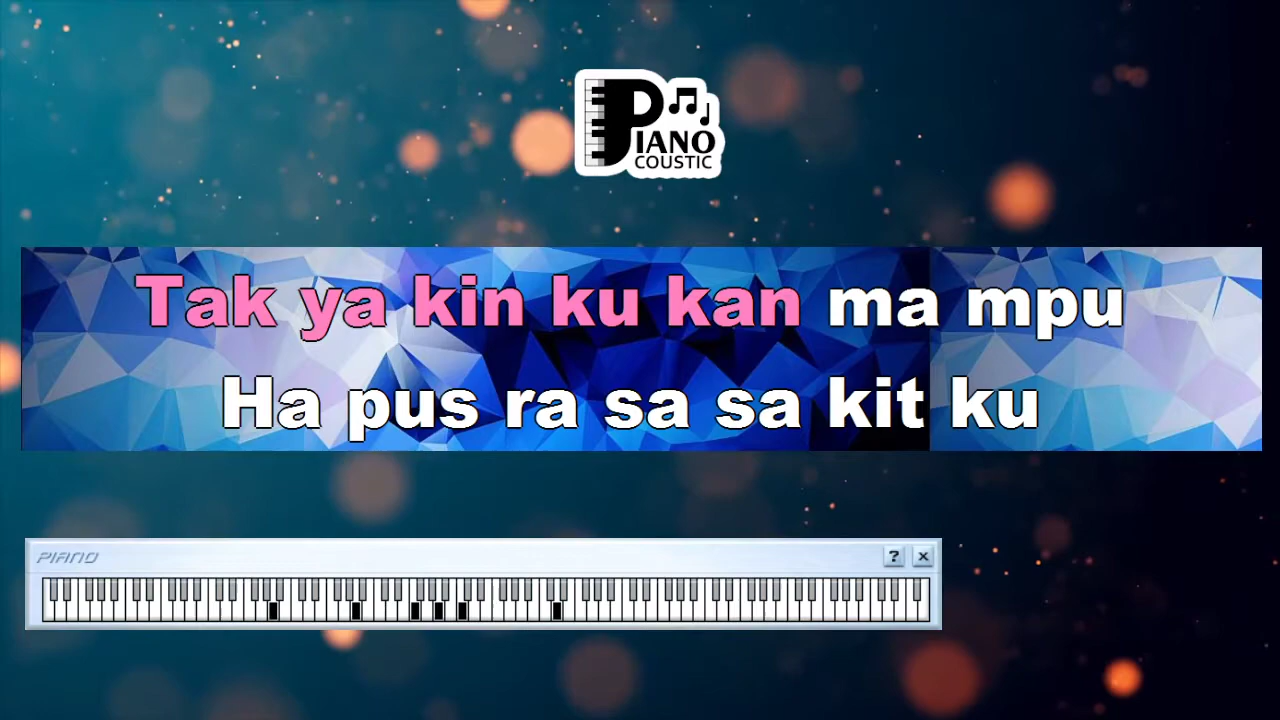 PIANO
COUSTIC
Tak ya kin ku kan ma mpu
Ha pus ra sa sa kit ku
PIANO
? ×